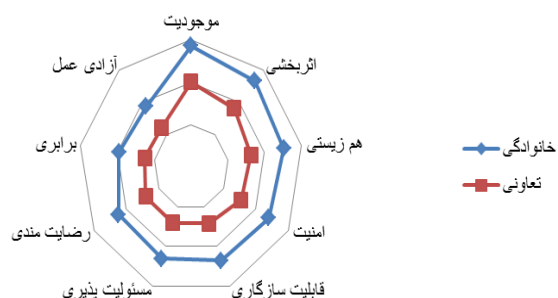 موجودیت
اثربخشی
هم زیستی
امنیت
قابلیت سازگاری
مسئولیت پذیری
رضایت مندی
برابری
آزادی عمل
خانوادگی
تعاونی